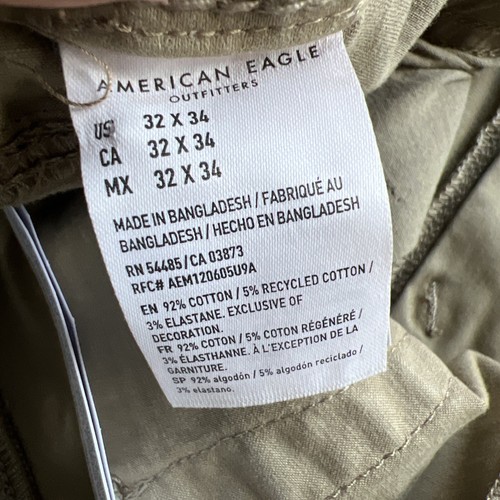 AMERICAN EAGLE
OUTFITTERS
US 32 X 34
CA 32 X 34
MX 32 X 34
MADE IN BANGLADESH / FABRIQUÉ AU
BANGLADESH / HECHO EN BANGLADESH
RN 54485 / CA 03873
RFC# AEM120605U9A
EN 92% COTTON / 5% RECYCLED COTTON /
3% ELASTANE. EXCLUSIVE OF
DECORATION.
FR 92% COTON / 5% COTON RÉGÉNÉRÉ /
3% ÉLASTHANNE. À L'EXCEPTION DE LA
GARNITURE.
SP 92% algodón / 5% algodón reciclado /
3% elastano.